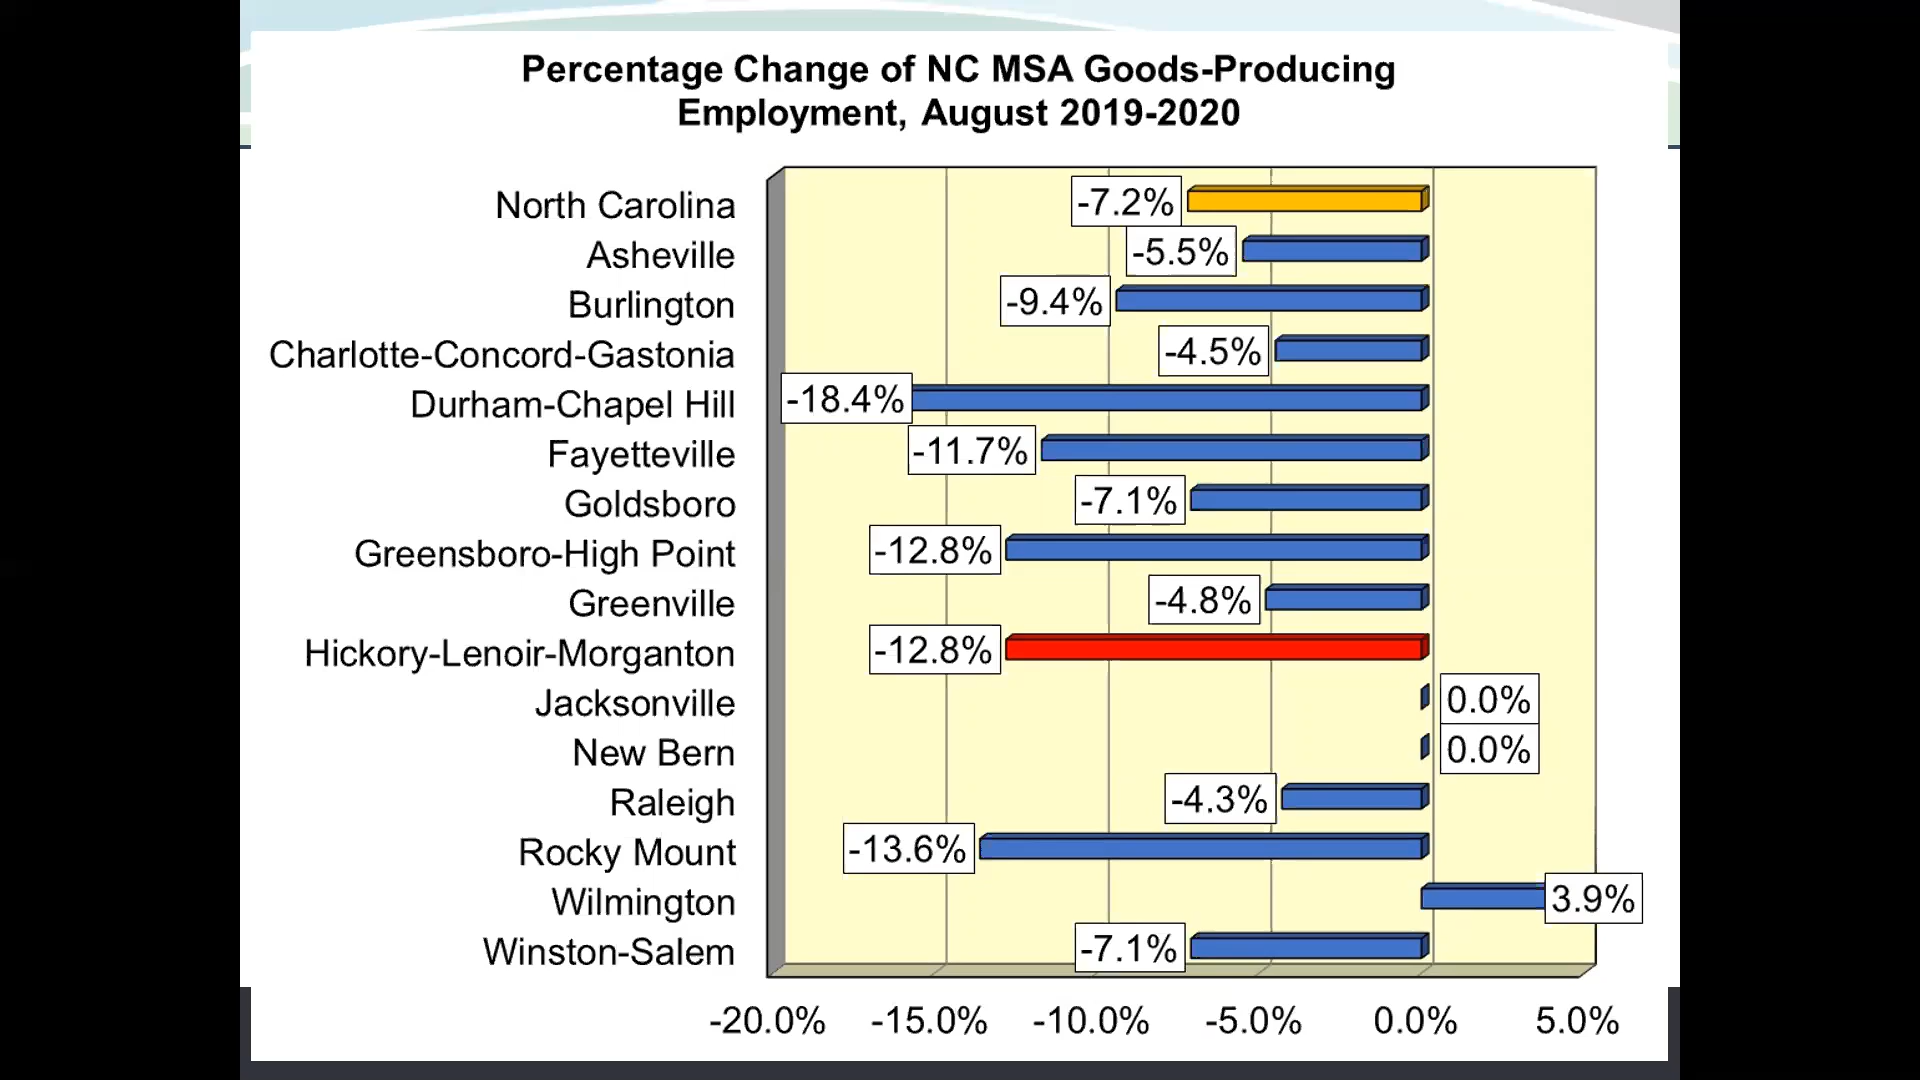 Percentage Change of NC MSA Goods-Producing
Employment, August 2019-2020
North Carolina -7.2%
Asheville -5.5%
Burlington -9.4%
Charlotte-Concord-Gastonia -4.5%
Durham-Chapel Hill -18.4%
Fayetteville -11.7%
Goldsboro -7.1%
Greensboro-High Point -12.8%
Greenville -4.8%
Hickory-Lenoir-Morganton -12.8%
Jacksonville 0.0%
New Bern 0.0%
Raleigh -4.3%
Rocky Mount -13.6%
Wilmington 3.9%
Winston-Salem -7.1%
-20.0% -15.0% -10.0% -5.0% 0.0% 5.0%